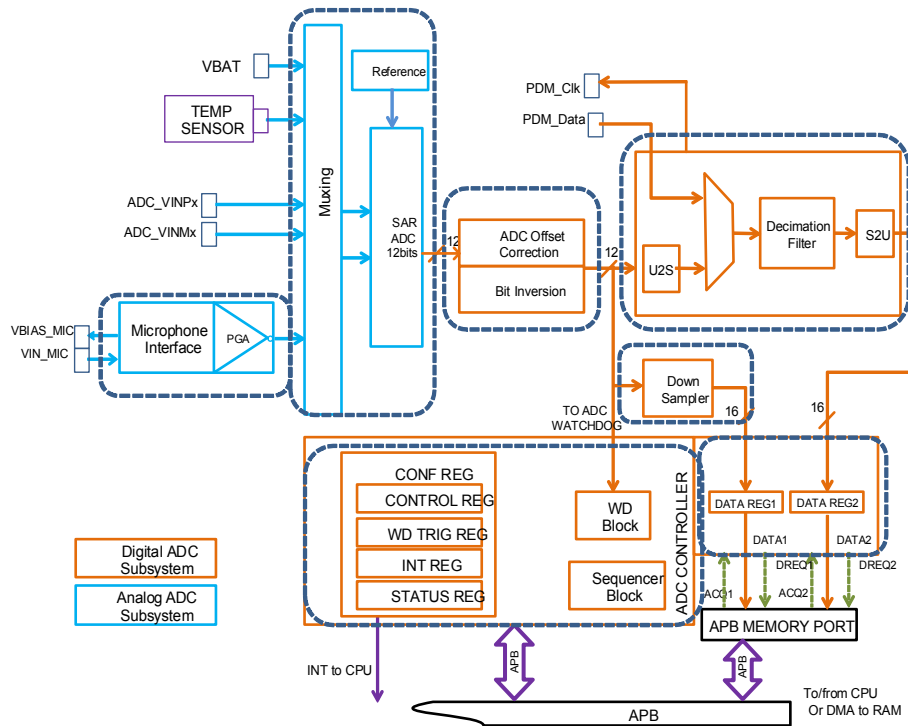 VBAT
TEMP
SENSOR
ADC_VINPx
ADC_VINMx
VBIAS_MIC
VIN_MIC
Microphone
Interface
PGA
Muxing
Reference
SAR
ADC
12bits
12
ADC Offset
Correction
Bit Inversion
12
PDM_Clk
PDM_Data
U2S
Decimation
Filter
S2U
Down
Sampler
16
16
TO ADC
WATCHDOG
CONF REG
CONTROL REG
WD TRIG REG
INT REG
STATUS REG
WD
Block
Sequencer
Block
ADC CONTROLLER
DATA REG1
DATA REG2
DATA1
DATA2
DREQ1
DREQ2
ACQ1
ACQ2
APB MEMORY PORT
Digital ADC
Subsystem
Analog ADC
Subsystem
INT to CPU
APB
APB
APB
To/from CPU
Or DMA to RAM